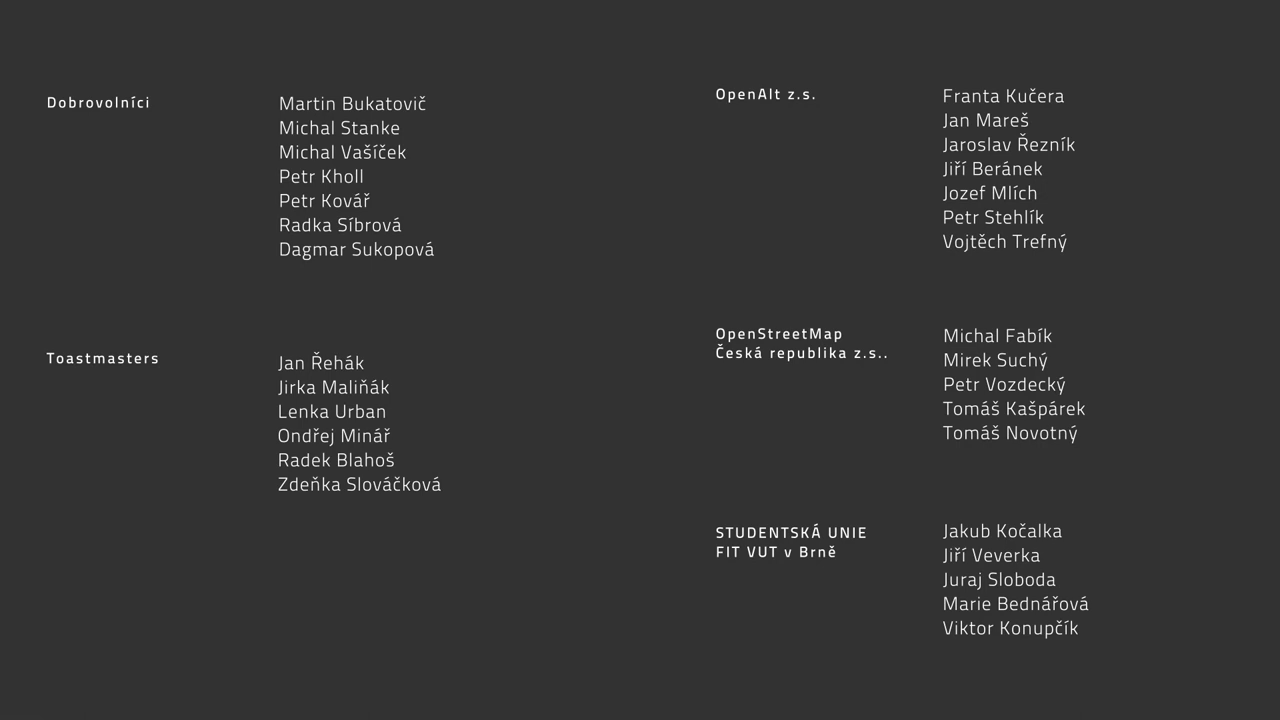 Dobrovolníci
Martin Bukatovič
Michal Stanke
Michal Vašíček
Petr Kholl
Petr Kovář
Radka Síbrová
Dagmar Sukopová
Toastmasters
Jan Řehák
Jirka Maliňák
Lenka Urban
Ondřej Minář
Radek Blahoš
Zdeňka Slováčková
OpenAlt z.s.
Franta Kučera
Jan Mareš
Jaroslav Řezník
Jiří Beránek
Jozef Mlích
Petr Stehlík
Vojtěch Trefný
OpenStreetMap
Česká republika z.s..
Michal Fabík
Mirek Suchý
Petr Vozdecký
Tomáš Kašpárek
Tomáš Novotný
STUDENTSKÁ UNIE
FIT VUT v Brně
Jakub Kočalka
Jiří Veverka
Juraj Sloboda
Marie Bednářová
Viktor Konupčík